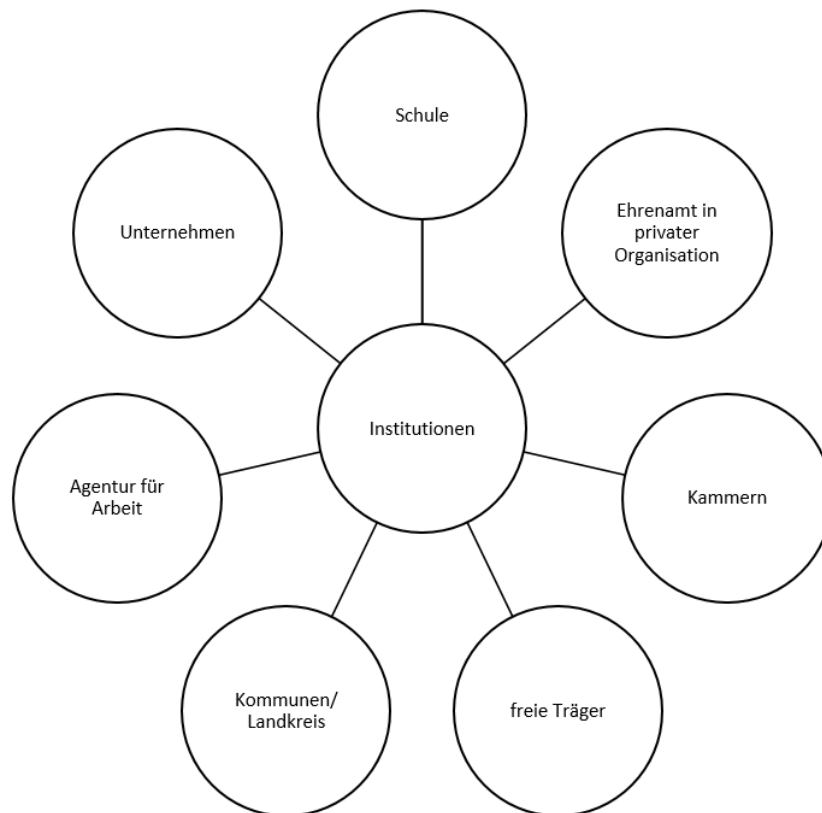 Schule
Unternehmen
Ehrenamt in
privater
Organisation
Institutionen
Agentur für
Arbeit
Kammern
Kommunen/
Landkreis
freie Träger